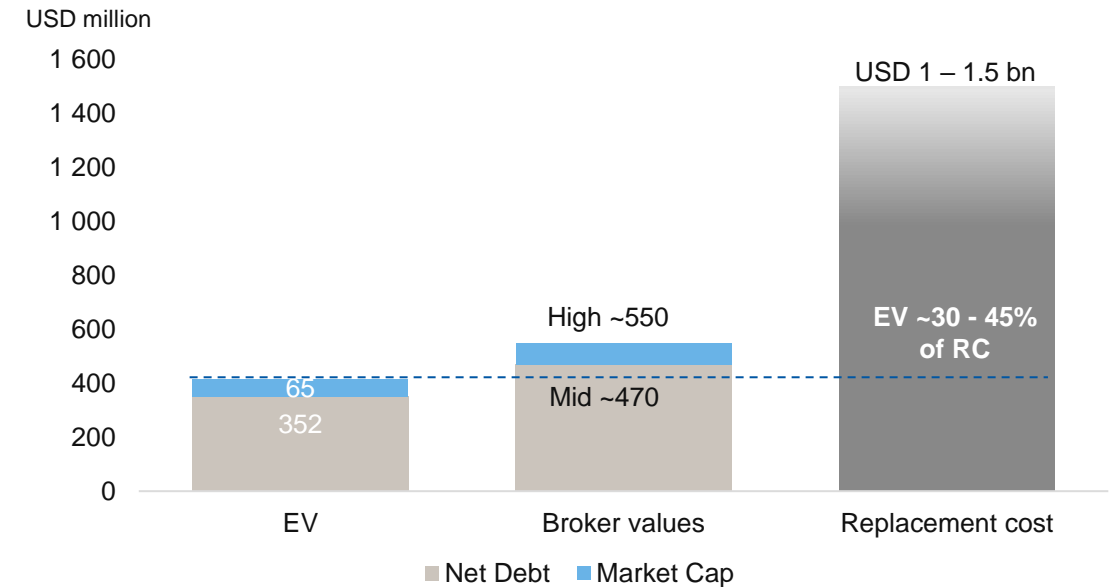 USD million
1 600
1 400
1 200
1 000
800
600
400
200
0
65
352
High ~550
Mid ~470
USD 1 – 1.5 bn
EV ~30 - 45%
of RC
EV
Broker values
Replacement cost
Net Debt
Market Cap